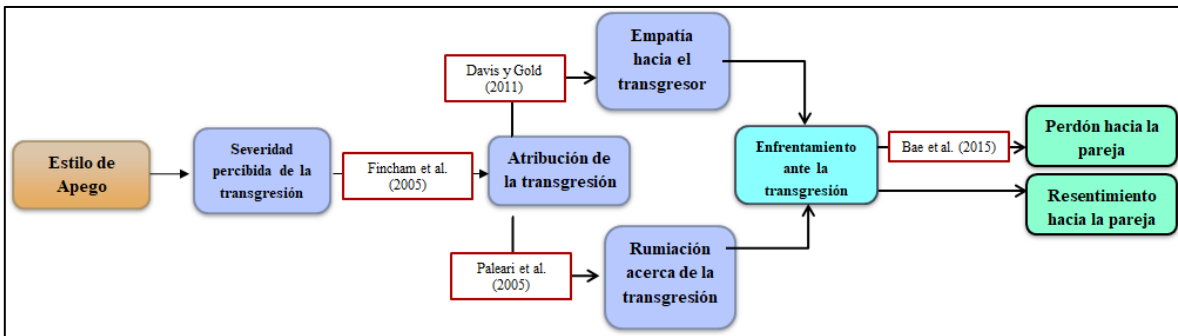 Estilo de
Apego
Severidad
percibida de la
transgresión
Fincham et al.
(2005)
Davis y Gold
(2011)
Atribución de
la transgresión
Paleari et al.
(2005)
Empatía
hacia el
transgresor
Rumiación
acerca de la
transgresión
Enfrentamiento
ante la
transgresión
Bae et al. (2015)
Perdón hacia la
pareja
Resentimiento
hacia la pareja